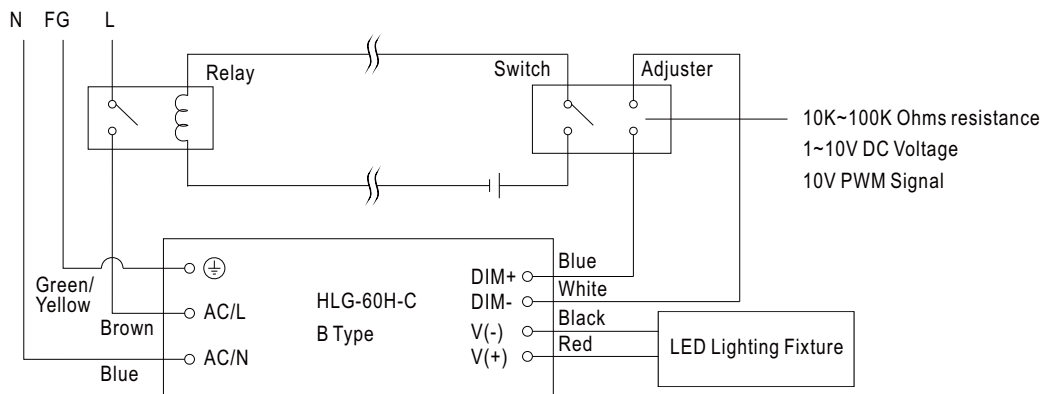 N FG L
Relay
Switch
Adjuster
10K~100K Ohms resistance
1~10V DC Voltage
10V PWM Signal
Green/
Yellow
Brown
Blue
AC/L
AC/N
HLG-60H-C
B Type
DIM+
DIM-
V(-)
V(+)
Blue
White
Black
Red
LED Lighting Fixture